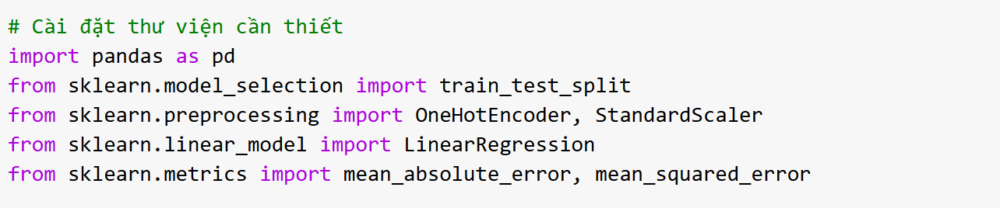 # Cài đặt thư viện cần thiết
import pandas as pd
from sklearn.model_selection import train_test_split
from sklearn.preprocessing import OneHotEncoder, StandardScaler
from sklearn.linear_model import LinearRegression
from sklearn.metrics import mean_absolute_error, mean_squared_error